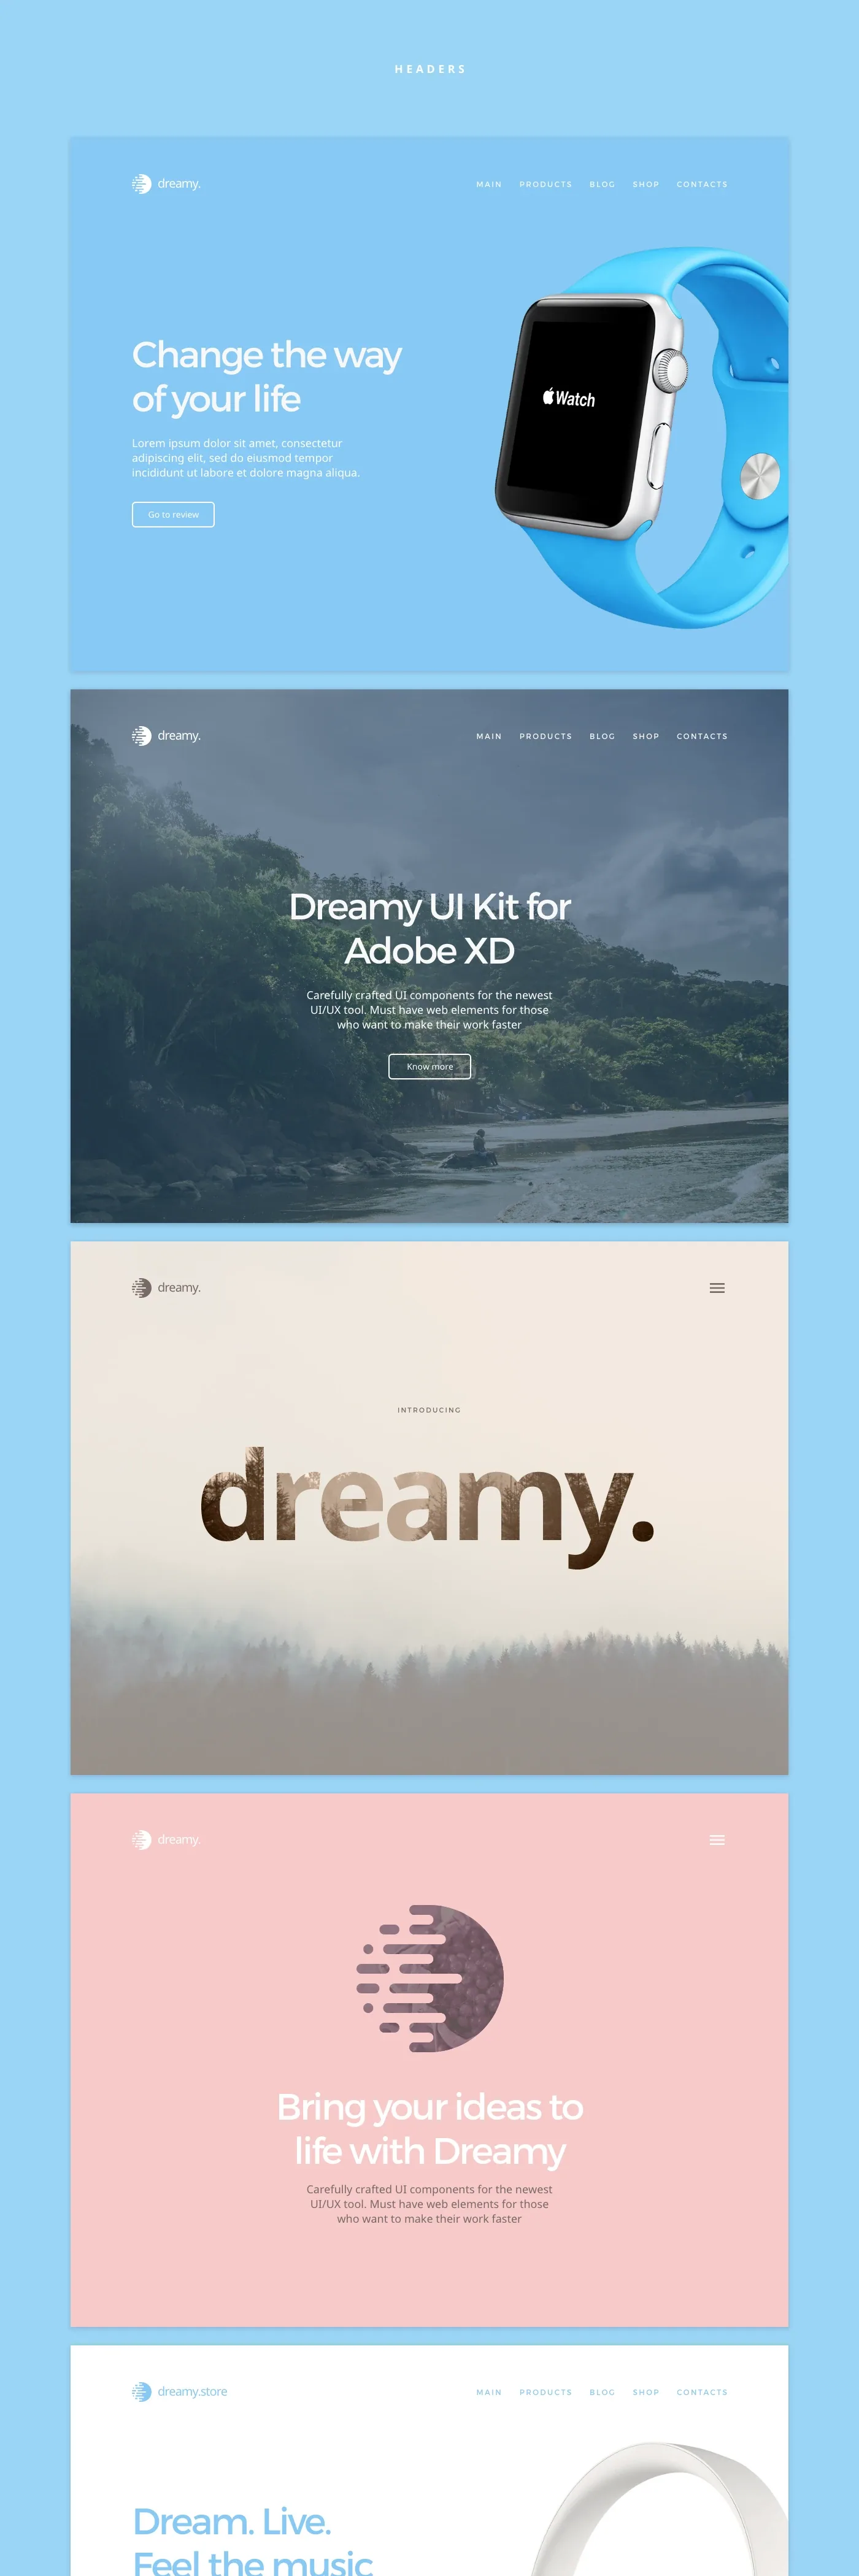 HEADERS
dreamy.
MAIN PRODUCTS BLOG SHOP CONTACTS
Change the way
of your life
Lorem ipsum dolor sit amet, consectetur
adipiscing elit, sed do eiusmod tempor
incididunt ut labore et dolore magna aliqua.
Go to review
Watch
dreamy.
MAIN PRODUCTS BLOG SHOP CONTACTS
Dreamy UI Kit for
Adobe XD
Carefully crafted UI components for the newest
UI/UX tool. Must have web elements for those
who want to make their work faster
Know more
dreamy.
INTRODUCING
dreamy.
dreamy.
Bring your ideas to
life with Dreamy
Carefully crafted UI components for the newest
UI/UX tool. Must have web elements for those
who want to make their work faster
dreamy.store
MAIN PRODUCTS BLOG SHOP CONTACTS
Dream. Live.
Feel the music